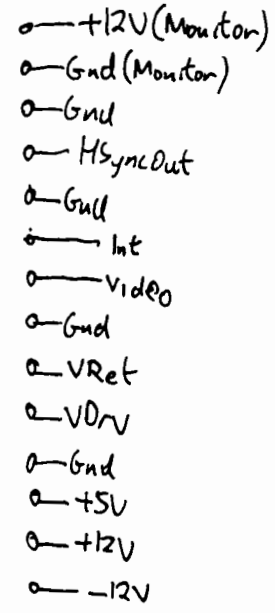 +12V (Monitor)
Gnd (Monitor)
Gnd
HSyncOut
Gnd
Int
Video
Gnd
VRet
VDrv
Gnd
+5V
+12V
-12V